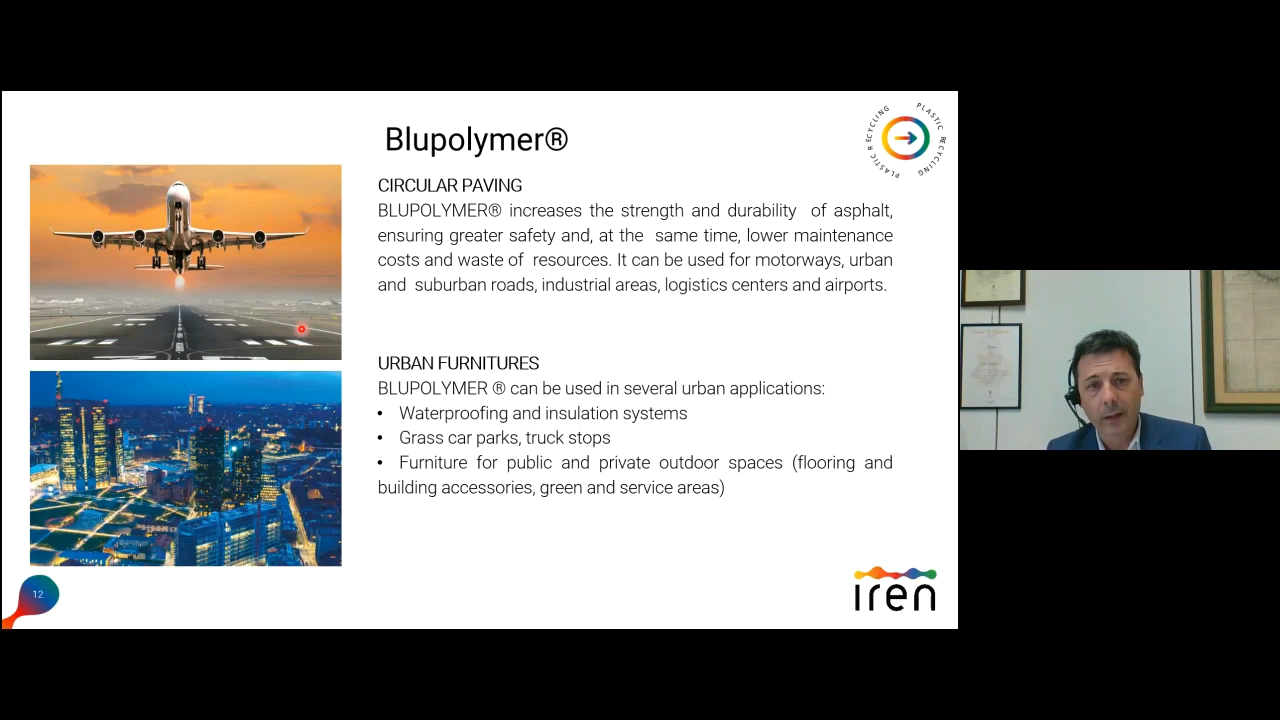 Blupolymer®
PLASTIC RECYCLING
PLASTIC RECYCLING
CIRCULAR PAVING
BLUPOLYMER® increases the strength and durability of asphalt,
ensuring greater safety and, at the same time, lower maintenance
costs and waste of resources. It can be used for motorways, urban
and suburban roads, industrial areas, logistics centers and airports.
URBAN FURNITURES
BLUPOLYMER ® can be used in several urban applications:
• Waterproofing and insulation systems
• Grass car parks, truck stops
• Furniture for public and private outdoor spaces (flooring and
building accessories, green and service areas)
12
iren